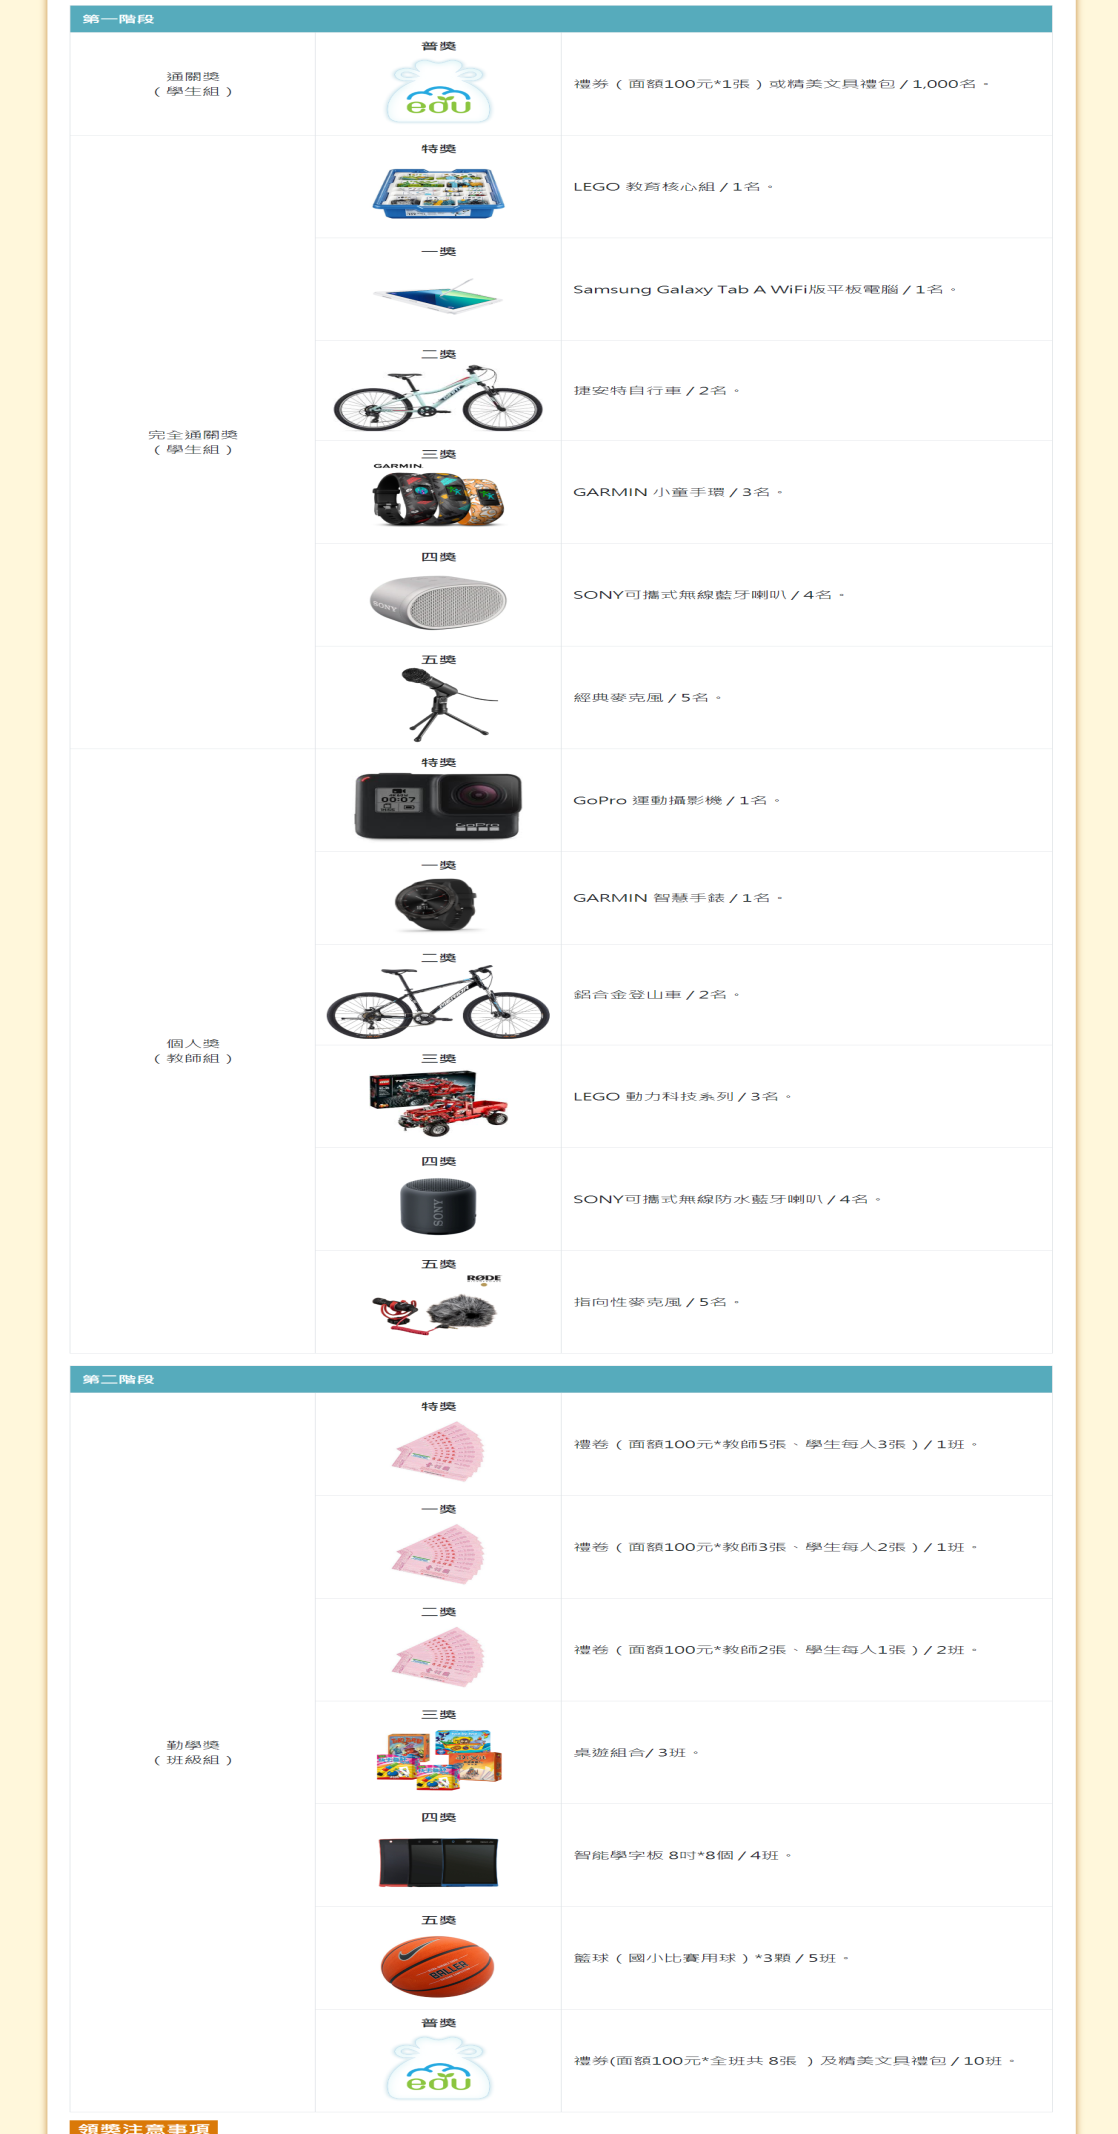 第一階段
通關獎
（學生組）
普獎
edu
禮券（面額100元*1張）或精美文具禮包 / 1,000名。
完全通關獎
（學生組）
特獎
LEGO 教育核心組 / 1名。
一獎
Samsung Galaxy Tab A WiFi版平板電腦 / 1名。
二獎
捷安特自行車 / 2名。
三獎
GARMIN
GARMIN 小童手環 / 3名。
四獎
SONY
SONY可攜式無線藍牙喇叭 / 4名。
五獎
經典麥克風 / 5名。
個人獎
（教師組）
特獎
00:07
GoPro
GoPro 運動攝影機 / 1名。
一獎
GARMIN 智慧手錶 / 1名。
二獎
鋁合金登山車 / 2名。
三獎
LEGO 動力科技系列 / 3名。
四獎
SONY
SONY可攜式無線防水藍牙喇叭 / 4名。
五獎
RØDE
指向性麥克風 / 5名。
第二階段
勤學獎
（班級組）
特獎
禮卷（面額100元*教師5張、學生每人3張）/ 1班。
一獎
禮卷（面額100元*教師3張、學生每人2張）/ 1班。
二獎
禮卷（面額100元*教師2張、學生每人1張）/ 2班。
三獎
桌遊組合/ 3班。
四獎
智能學字板 8吋*8個 / 4班。
五獎
BALLER
籃球（國小比賽用球）*3顆 / 5班。
普獎
edu
禮券(面額100元*全班共 8張 ）及精美文具禮包 / 10班。
領獎注意事項